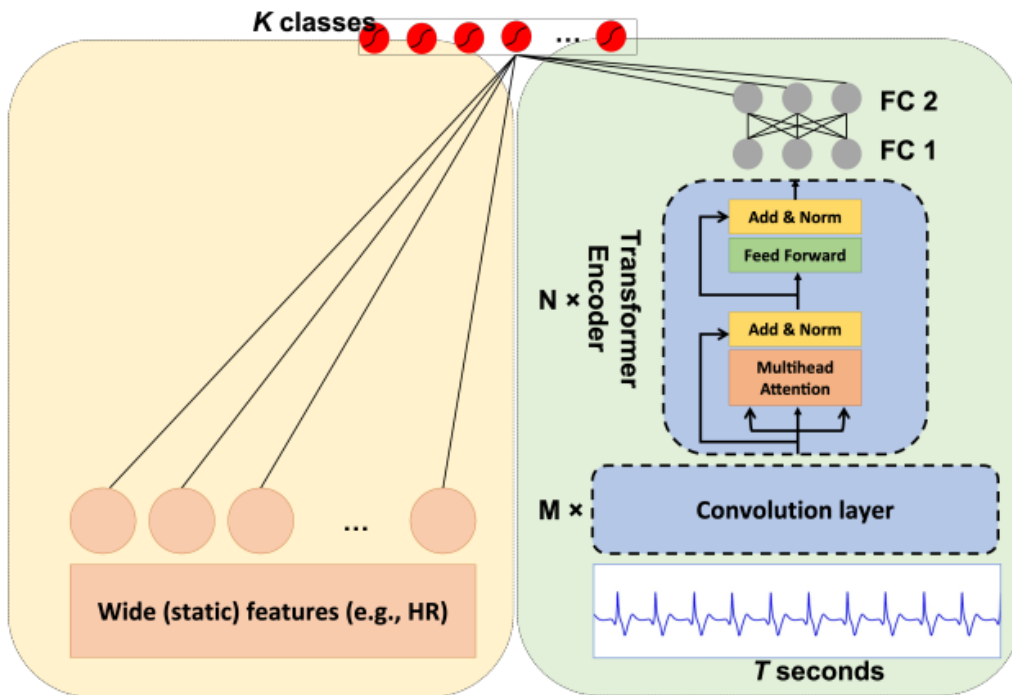 K classes
...
FC 2
FC 1
Add & Norm
Feed Forward
N ×
Transformer
Encoder
Add & Norm
Multihead
Attention
M ×
Convolution layer
...
Wide (static) features (e.g., HR)
T seconds